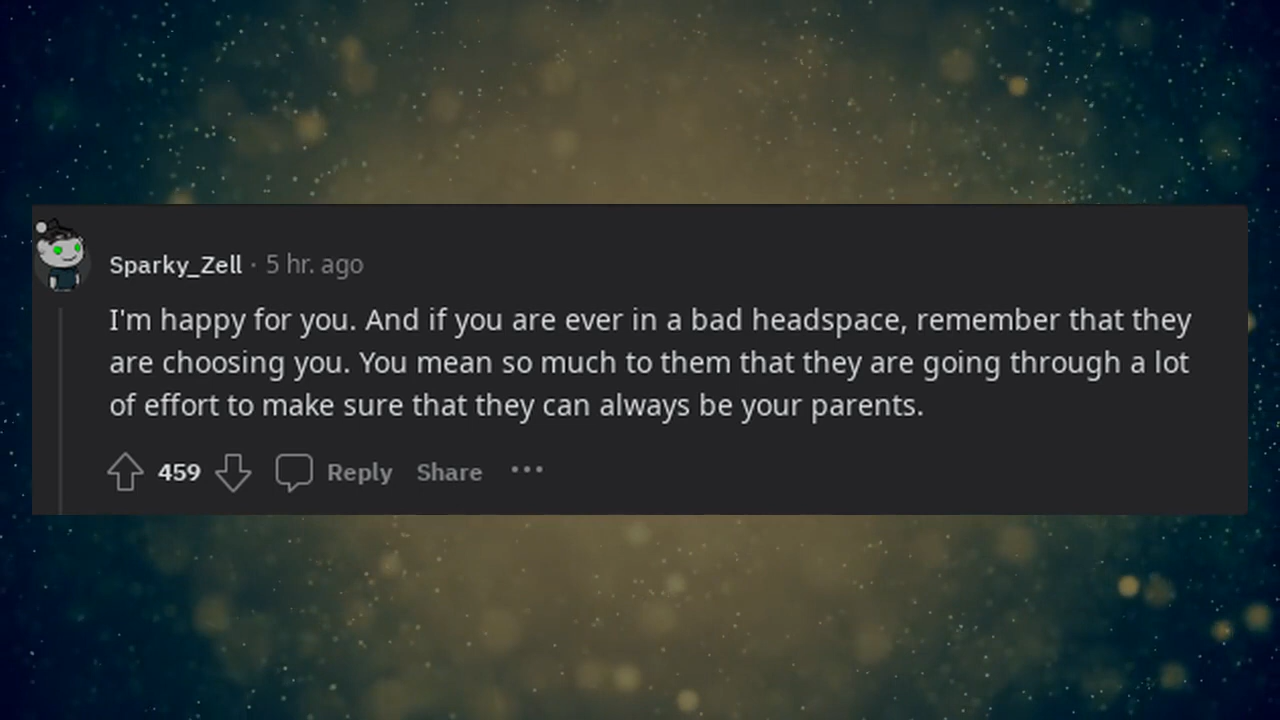 Sparky_Zell · 5 hr. ago
I'm happy for you. And if you are ever in a bad headspace, remember that they
are choosing you. You mean so much to them that they are going through a lot
of effort to make sure that they can always be your parents.
459 Reply Share •••